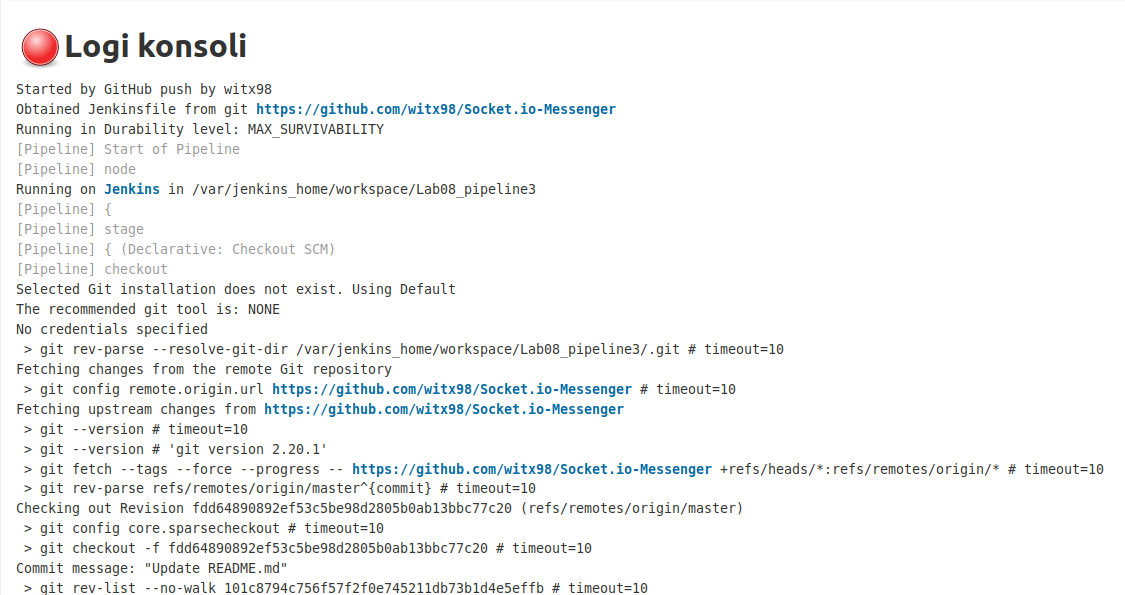 Logi konsoli
Started by GitHub push by witx98
Obtained Jenkinsfile from git https://github.com/witx98/Socket.io-Messenger
Running in Durability level: MAX_SURVIVABILITY
[Pipeline] Start of Pipeline
[Pipeline] node
Running on Jenkins in /var/jenkins_home/workspace/Lab08_pipeline3
[Pipeline] {
[Pipeline] stage
[Pipeline] { (Declarative: Checkout SCM)
[Pipeline] checkout
Selected Git installation does not exist. Using Default
The recommended git tool is: NONE
No credentials specified
 > git rev-parse --resolve-git-dir /var/jenkins_home/workspace/Lab08_pipeline3/.git # timeout=10
Fetching changes from the remote Git repository
 > git config remote.origin.url https://github.com/witx98/Socket.io-Messenger # timeout=10
Fetching upstream changes from https://github.com/witx98/Socket.io-Messenger
 > git --version # timeout=10
 > git --version # 'git version 2.20.1'
 > git fetch --tags --force --progress -- https://github.com/witx98/Socket.io-Messenger +refs/heads/*:refs/remotes/origin/* # timeout=10
 > git rev-parse refs/remotes/origin/master^{commit} # timeout=10
Checking out Revision fdd64890892ef53c5be98d2805b0ab13bbc77c20 (refs/remotes/origin/master)
 > git config core.sparsecheckout # timeout=10
 > git checkout -f fdd64890892ef53c5be98d2805b0ab13bbc77c20 # timeout=10
Commit message: "Update README.md"
 > git rev-list --no-walk 101c8794c756f57f2f0e745211db73b1d4e5effb # timeout=10